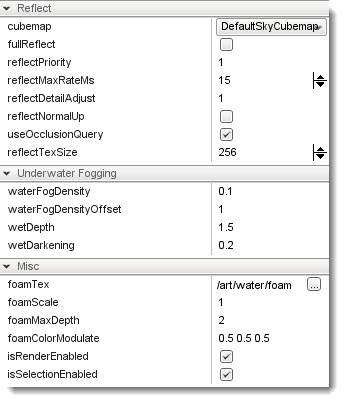 Reflect
cubemap DefaultSkyCubemap
fullReflect
reflectPriority 1
reflectMaxRateMs 15
reflectDetailAdjust 1
reflectNormalUp
useOcclusionQuery
reflectTexSize 256
Underwater Fogging
waterFogDensity 0.1
waterFogDensityOffset 1
wetDepth 1.5
wetDarkening 0.2
Misc
foamTex /art/water/foam ...
foamScale 1
foamMaxDepth 2
foamColorModulate 0.5 0.5 0.5
isRenderEnabled
isSelectionEnabled